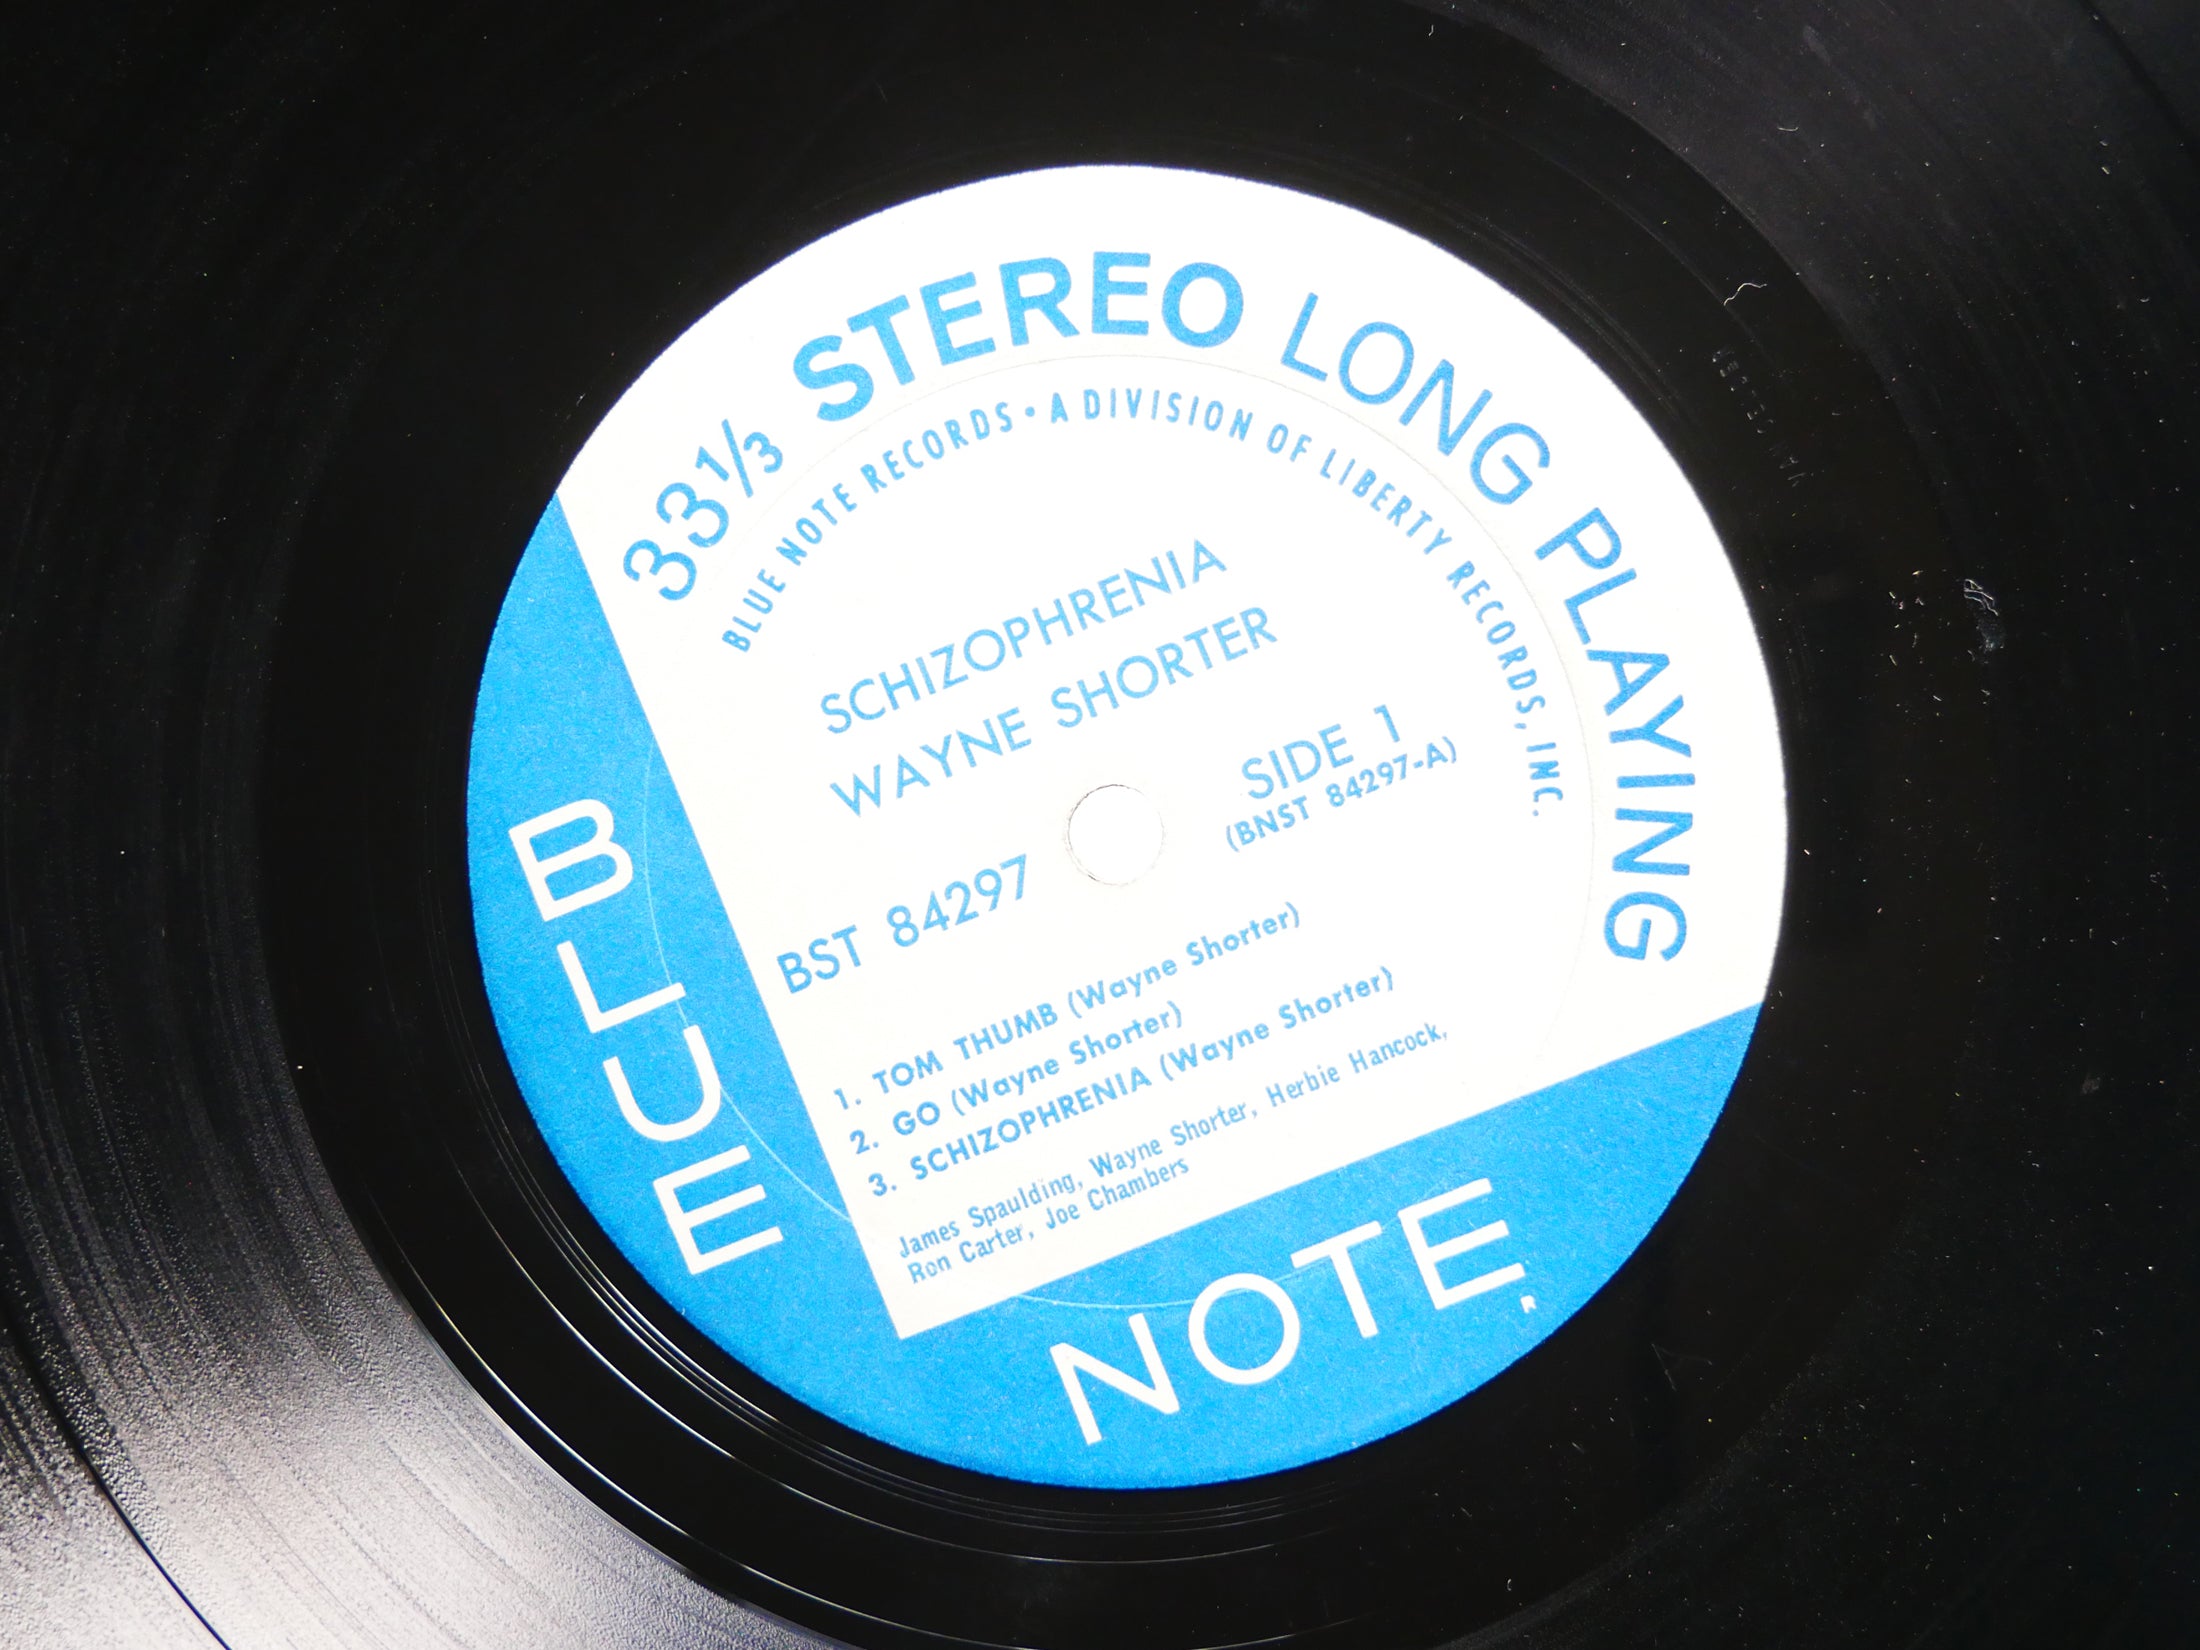 33⅓ STEREO LONG PLAYING
BLUE NOTE RECORDS • A DIVISION OF LIBERTY RECORDS, INC.
SCHIZOPHRENIA
WAYNE SHORTER
SIDE 1
(BNST 84297-A)
BST 84297
1. TOM THUMB (Wayne Shorter)
2. GO (Wayne Shorter)
3. SCHIZOPHRENIA (Wayne Shorter)
James Spaulding, Wayne Shorter, Herbie Hancock,
Ron Carter, Joe Chambers
BLUE
NOTE
R